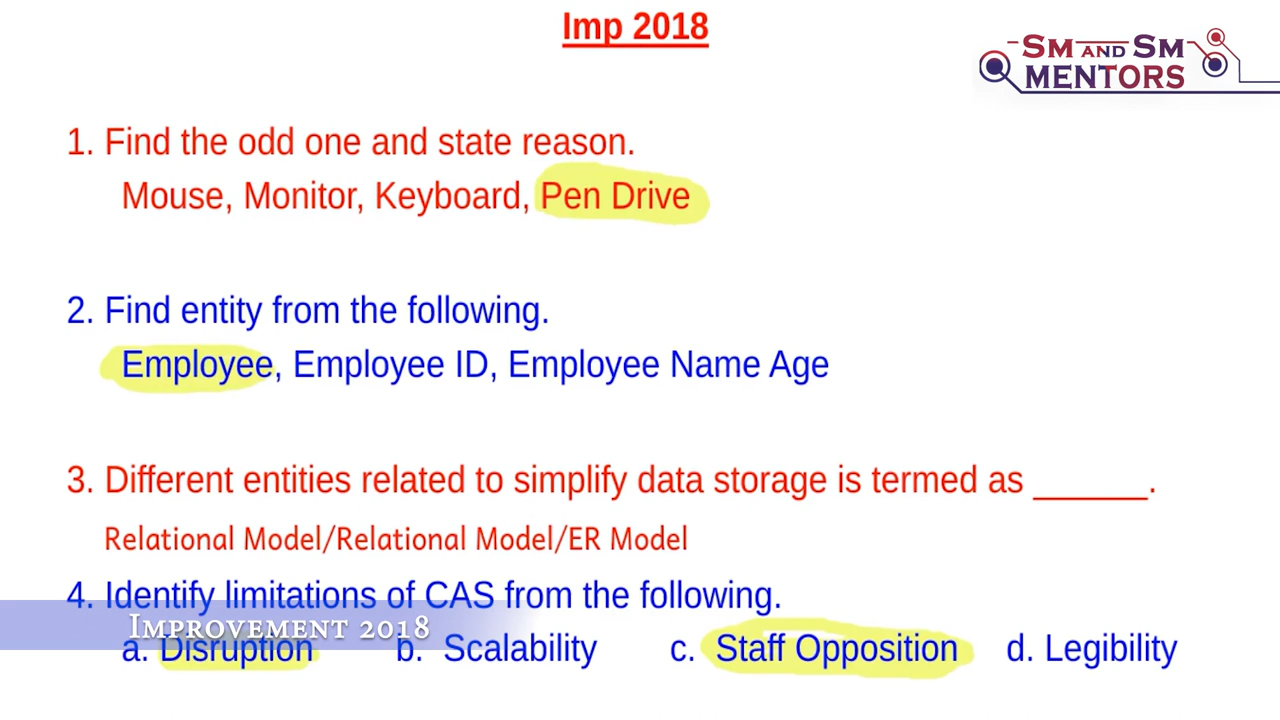 Imp 2018
SM AND SM
MENTORS
1. Find the odd one and state reason.
Mouse, Monitor, Keyboard, Pen Drive
2. Find entity from the following.
Employee, Employee ID, Employee Name Age
3. Different entities related to simplify data storage is termed as ______.
Relational Model/Relational Model/ER Model
4. Identify limitations of CAS from the following.
IMPROVEMENT 2018
a. Disruption b. Scalability c. Staff Opposition d. Legibility